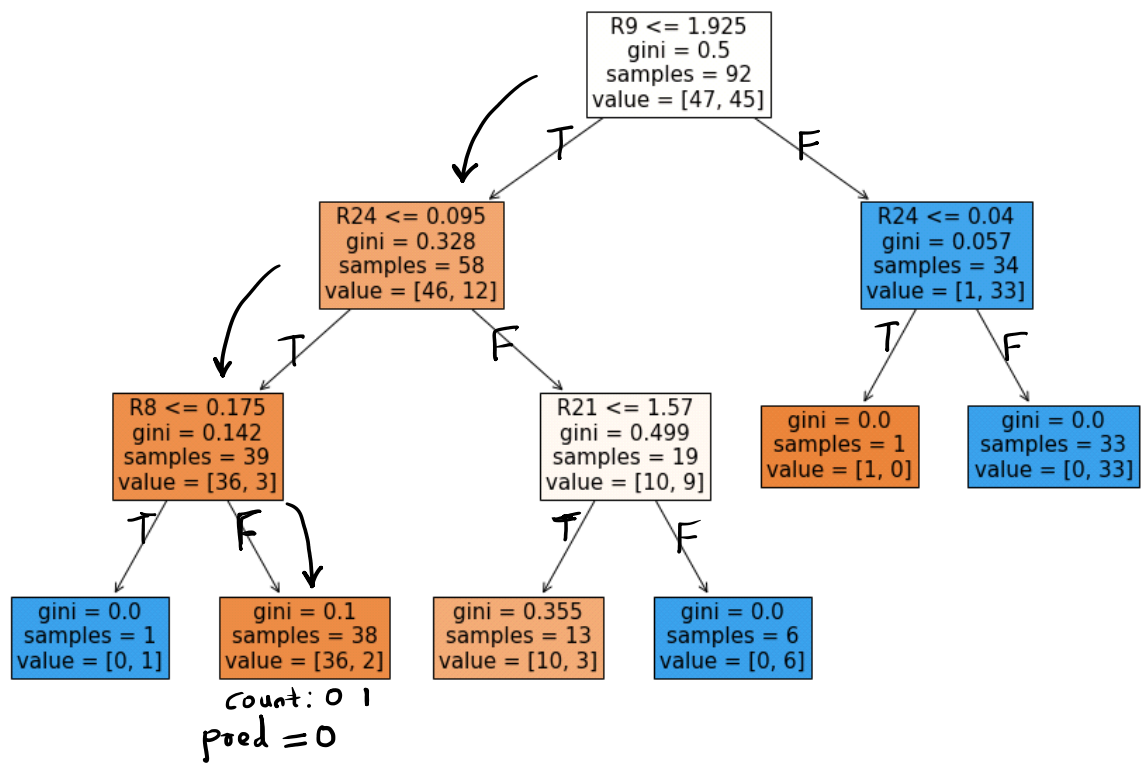 R9 <= 1.925
gini = 0.5
samples = 92
value = [47, 45]
T
F
R24 <= 0.095
gini = 0.328
samples = 58
value = [46, 12]
R24 <= 0.04
gini = 0.057
samples = 34
value = [1, 33]
T
F
T
F
R8 <= 0.175
gini = 0.142
samples = 39
value = [36, 3]
R21 <= 1.57
gini = 0.499
samples = 19
value = [10, 9]
gini = 0.0
samples = 1
value = [1, 0]
gini = 0.0
samples = 33
value = [0, 33]
T
F
T
F
gini = 0.0
samples = 1
value = [0, 1]
gini = 0.1
samples = 38
value = [36, 2]
gini = 0.355
samples = 13
value = [10, 3]
gini = 0.0
samples = 6
value = [0, 6]
count: 0 1
pred = 0